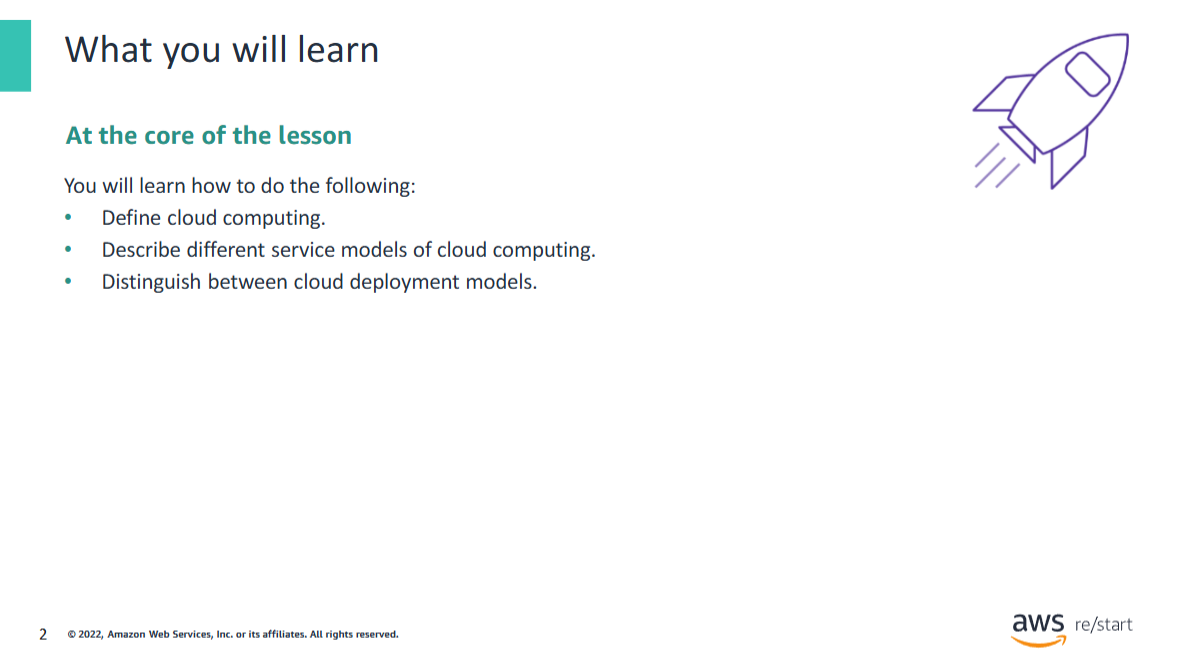 What you will learn
At the core of the lesson
You will learn how to do the following:
• Define cloud computing.
• Describe different service models of cloud computing.
• Distinguish between cloud deployment models.
2 © 2022, Amazon Web Services, Inc. or its affiliates. All rights reserved.
aws re/start